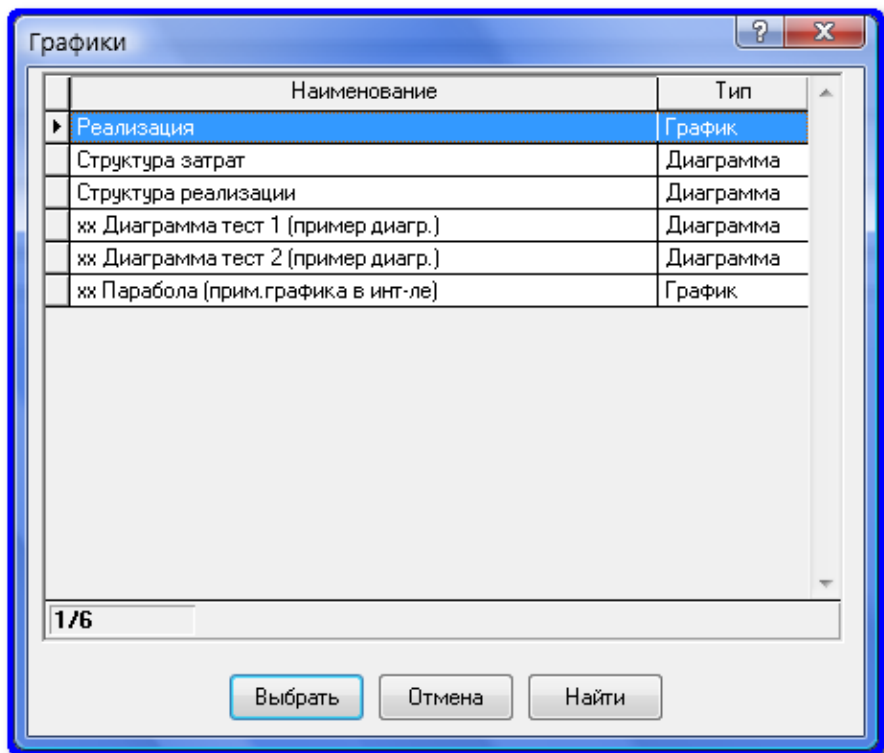 Графики
Наименование Тип
Реализация График
Структура затрат Диаграмма
Структура реализации Диаграмма
хх Диаграмма тест 1 (пример диагр.) Диаграмма
хх Диаграмма тест 2 (пример диагр.) Диаграмма
хх Парабола (прим.графика в инт-ле) График
1/6
Выбрать Отмена Найти